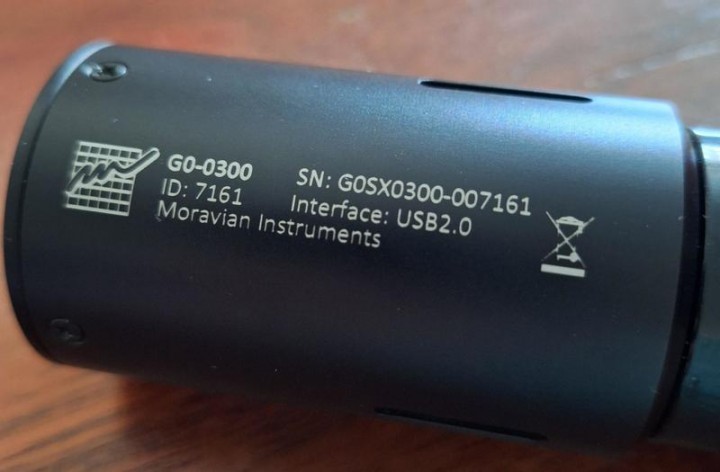 G0-0300
ID: 7161
Moravian Instruments
SN: G0SX0300-007161
Interface: USB2.0